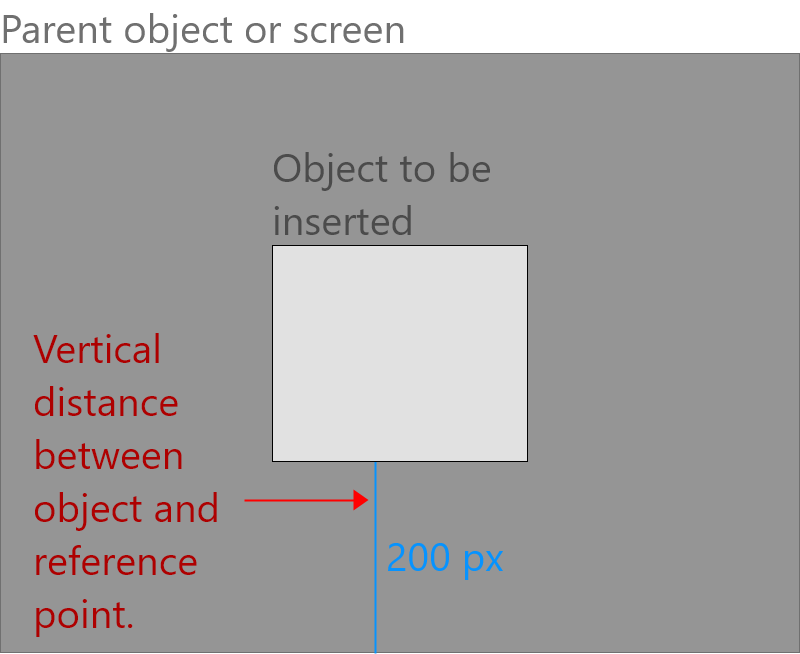 Parent object or screen
Object to be
inserted
Vertical
distance
between
object and
reference
point.
200 px